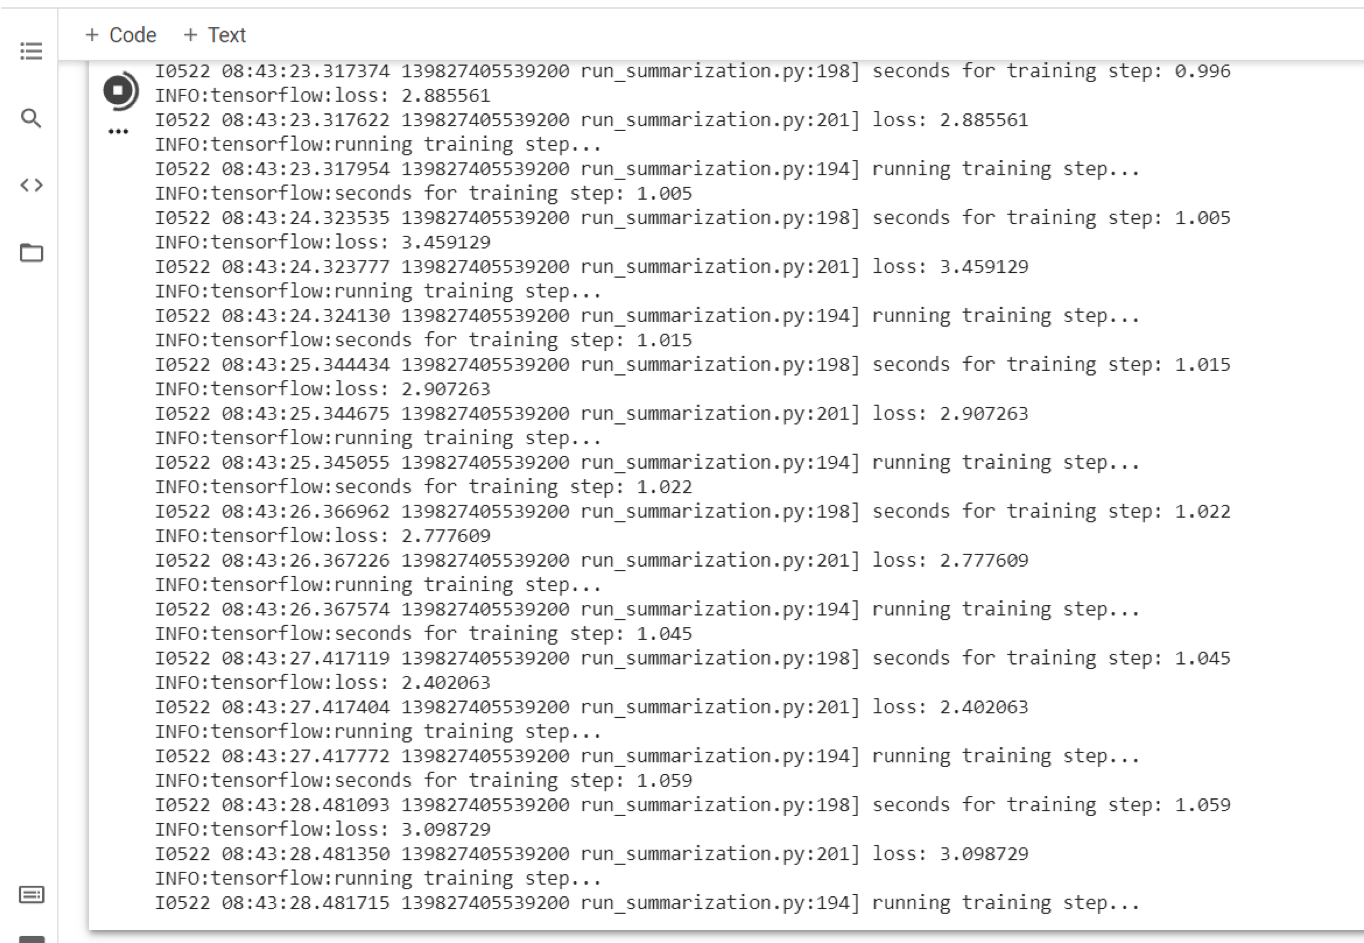 + Code + Text
I0522 08:43:23.317374 139827405539200 run_summarization.py:198] seconds for training step: 0.996
INFO:tensorflow:loss: 2.885561
I0522 08:43:23.317622 139827405539200 run_summarization.py:201] loss: 2.885561
INFO:tensorflow:running training step...
I0522 08:43:23.317954 139827405539200 run_summarization.py:194] running training step...
INFO:tensorflow:seconds for training step: 1.005
I0522 08:43:24.323535 139827405539200 run_summarization.py:198] seconds for training step: 1.005
INFO:tensorflow:loss: 3.459129
I0522 08:43:24.323777 139827405539200 run_summarization.py:201] loss: 3.459129
INFO:tensorflow:running training step...
I0522 08:43:24.324130 139827405539200 run_summarization.py:194] running training step...
INFO:tensorflow:seconds for training step: 1.015
I0522 08:43:25.344434 139827405539200 run_summarization.py:198] seconds for training step: 1.015
INFO:tensorflow:loss: 2.907263
I0522 08:43:25.344675 139827405539200 run_summarization.py:201] loss: 2.907263
INFO:tensorflow:running training step...
I0522 08:43:25.345055 139827405539200 run_summarization.py:194] running training step...
INFO:tensorflow:seconds for training step: 1.022
I0522 08:43:26.366962 139827405539200 run_summarization.py:198] seconds for training step: 1.022
INFO:tensorflow:loss: 2.777609
I0522 08:43:26.367226 139827405539200 run_summarization.py:201] loss: 2.777609
INFO:tensorflow:running training step...
I0522 08:43:26.367574 139827405539200 run_summarization.py:194] running training step...
INFO:tensorflow:seconds for training step: 1.045
I0522 08:43:27.417119 139827405539200 run_summarization.py:198] seconds for training step: 1.045
INFO:tensorflow:loss: 2.402063
I0522 08:43:27.417404 139827405539200 run_summarization.py:201] loss: 2.402063
INFO:tensorflow:running training step...
I0522 08:43:27.417772 139827405539200 run_summarization.py:194] running training step...
INFO:tensorflow:seconds for training step: 1.059
I0522 08:43:28.481093 139827405539200 run_summarization.py:198] seconds for training step: 1.059
INFO:tensorflow:loss: 3.098729
I0522 08:43:28.481350 139827405539200 run_summarization.py:201] loss: 3.098729
INFO:tensorflow:running training step...
I0522 08:43:28.481715 139827405539200 run_summarization.py:194] running training step...